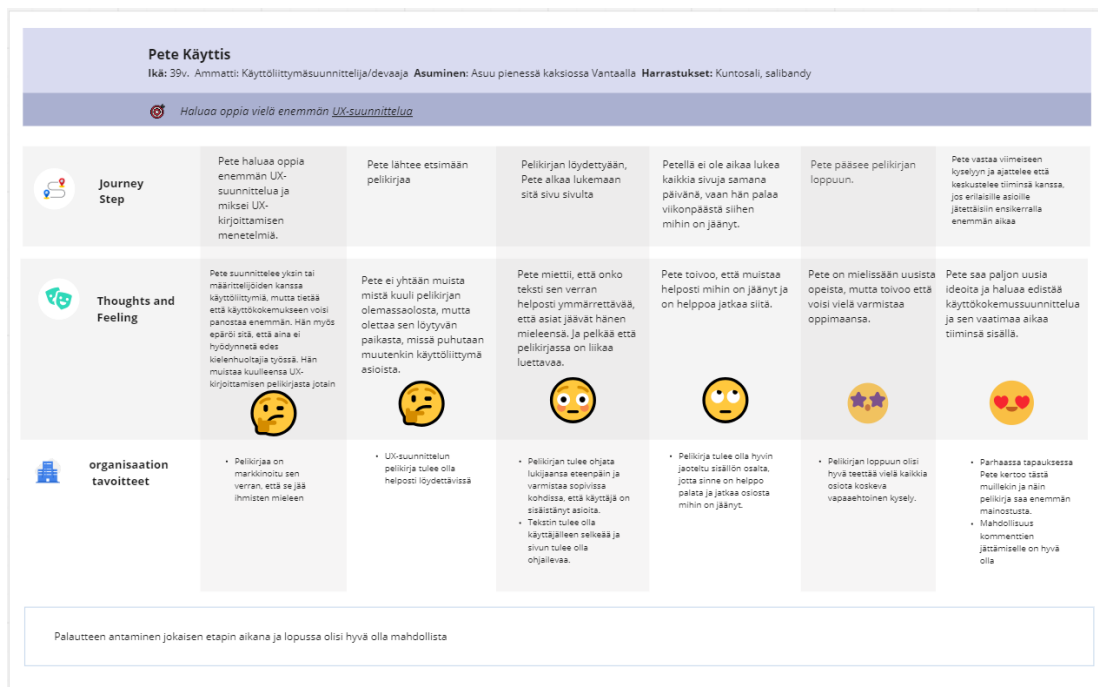 Pete Käyttis
Ikä: 39v. Ammatti: Käyttöliittymäsuunnittelija/devaaja Asuminen: Asuu pienessä kaksiossa Vantaalla Harrastukset: Kuntosali, salibandy
Haluaa oppia vielä enemmän UX-suunnittelua
Journey
Step
Pete haluaa oppia
enemmän UX-
suunnittelua ja
miksei UX-
kirjoittamisen
menetelmiä.
Pete lähtee etsimään
pelikirjaa
Pelikirjan löydettyään,
Pete alkaa lukemaan
sitä sivu sivulta
Petellä ei ole aikaa lukea
kaikkia sivuja samana
päivänä, vaan hän palaa
viikonpäästä siihen
mihin on jäänyt.
Pete pääsee pelikirjan
loppuun.
Pete vastaa viimeiseen
kyselyyn ja ajattelee että
keskustelee tiiminsä kanssa,
jos erilaisille asioille
jätettäisiin ensikerralla
enemmän aikaa
Thoughts and
Feeling
Pete suunnittelee yksin tai
määrittelijöiden kanssa
käyttöliittymiä, mutta tietää
että käyttökokemukseen voisi
panostaa enemmän. Hän myös
epäröi sitä, että aina ei
hyödynnetä edes
kielenhuoltajia työssä. Hän
muistaa kuulleensa UX-
kirjoittamisen pelikirjasta jotain
Pete ei yhtään muista
mistä kuuli pelikirjan
olemassaolosta, mutta
olettaa sen löytyvän
paikasta, missä puhutaan
muutenkin käyttöliittymä
asioista.
Pete miettii, että onko
teksti sen verran
helposti ymmärrettävää,
että asiat jäävät hänen
mieleensä. Ja pelkää että
pelikirjassa on liikaa
luettavaa.
Pete toivoo, että muistaa
helposti mihin on jäänyt ja
on helppoa jatkaa siitä.
Pete on mielissään uusista
opeista, mutta toivoo että
voisi vielä varmistaa
oppimaansa.
Pete saa paljon uusia
ideoita ja haluaa edistää
käyttökokemussuunnittelua
ja sen vaatimaa aikaa
tiiminsä sisällä.
organisaation
tavoitteet
• Pelikirjaa on
markkinoitu sen
verran, että se jää
ihmisten mieleen
• UX-suunnittelun
pelikirja tulee olla
helposti löydettävissä
• Pelikirjan tulee ohjata
lukijaansa eteenpäin ja
varmistaa sopivissa
kohdissa, että käyttäjä on
sisäistänyt asioita.
• Tekstin tulee olla
käyttäjälleen selkeää ja
sivun tulee olla
ohjailevaa.
• Pelikirja tulee olla hyvin
jaoteltu sisällön osalta,
jotta sinne on helppo
palata ja jatkaa osiosta
mihin on jäänyt.
• Pelikirjan loppuun olisi
hyvä teettää vielä kaikkia
osiota koskeva
vapaaehtoinen kysely.
• Parhaassa tapauksessa
Pete kertoo tästä
muillekin ja näin
pelikirja saa enemmän
mainostusta.
• Mahdollisuus
kommenttien
jättämiselle on hyvä
olla
Palautteen antaminen jokaisen etapin aikana ja lopussa olisi hyvä olla mahdollista